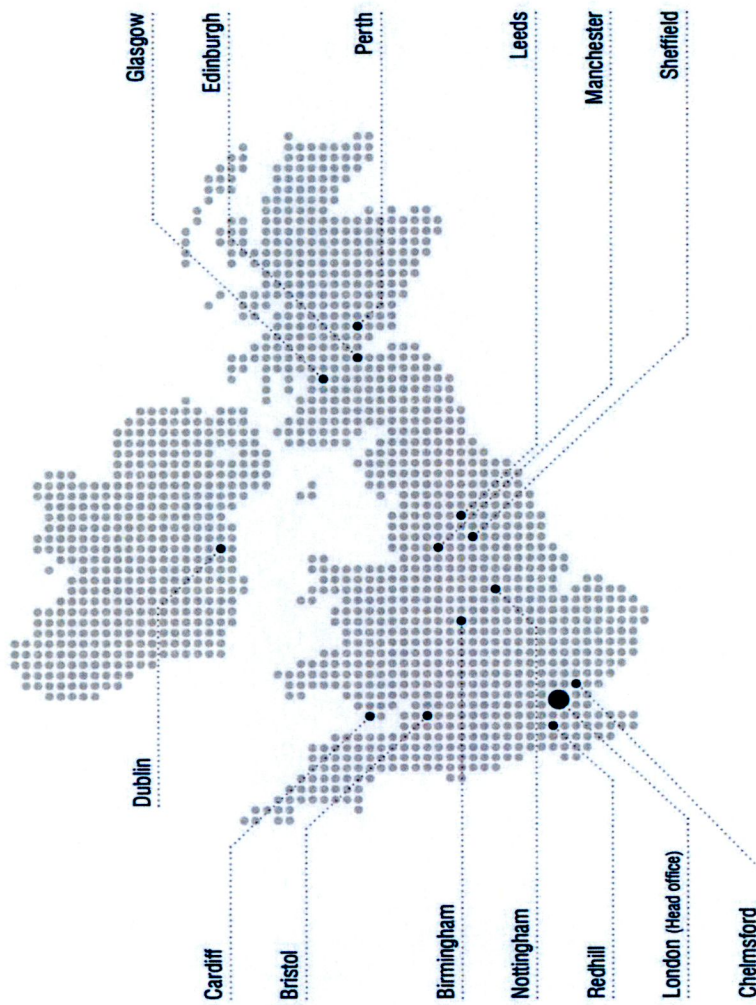 Glasgow
Edinburgh
Perth
Leeds
Manchester
Sheffield
Dublin
Cardiff
Bristol
Birmingham
Nottingham
Redhill
London (Head office)
Chelmsford